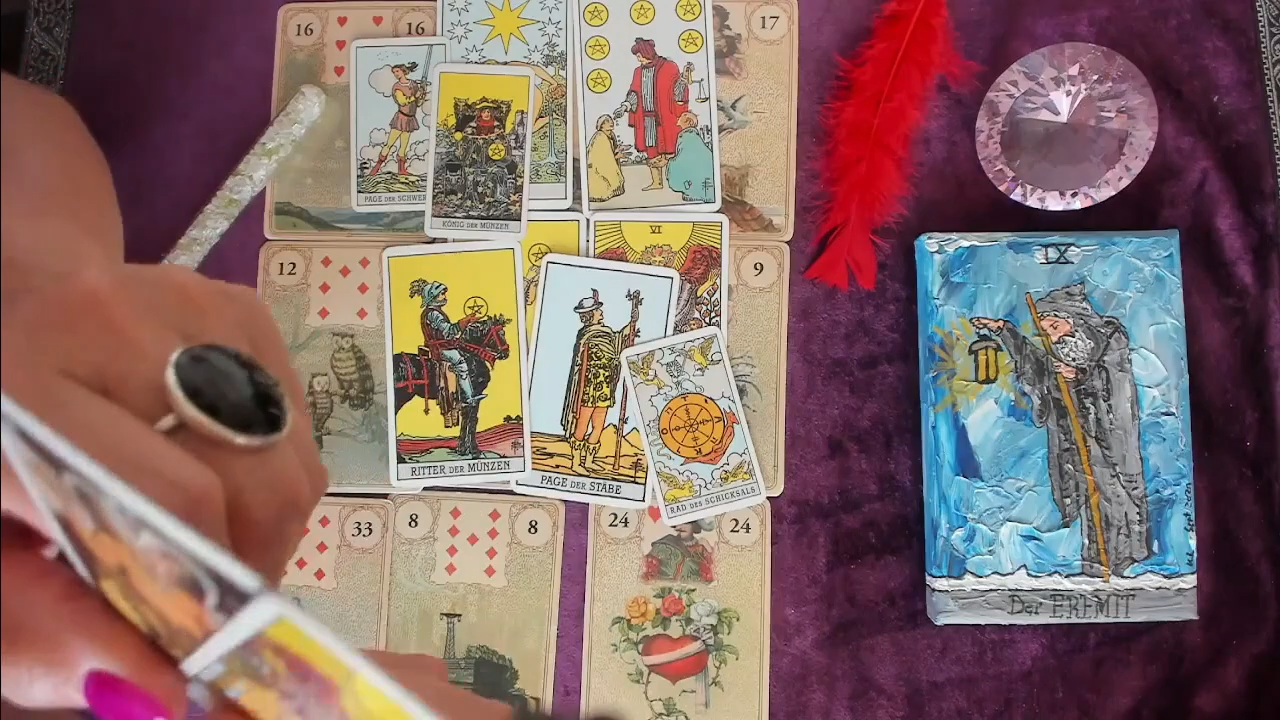 16
16
17
PAGE DER SCHWER
KÖNIG DER MÜNZEN
12
VI
9
RITTER DER MÜNZEN
PAGE DER STÄBE
RAD DES SCHICKSALS
33
8
8
24
24
IX
Der EREMIT